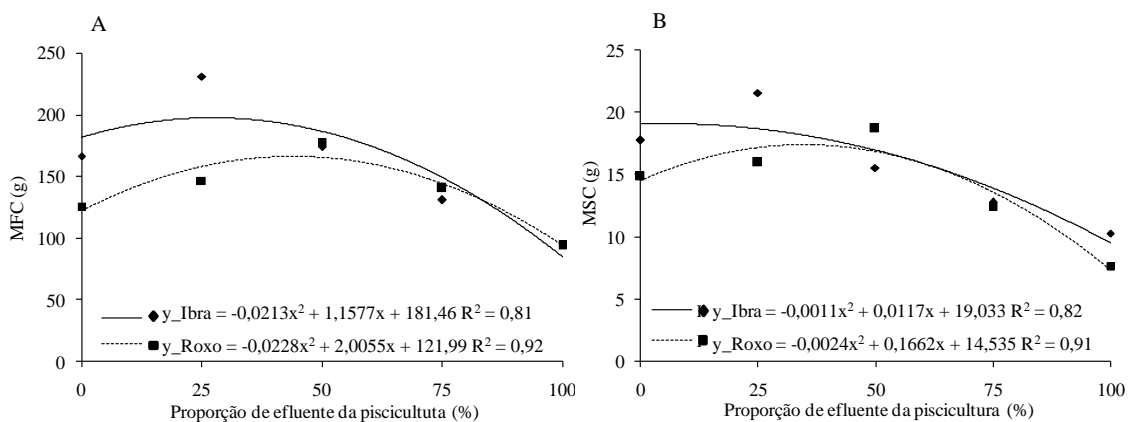 A
250
200
150
100
50
0
MFC (g)
y_Ibra = -0,0213x² + 1,1577x + 181,46 R² = 0,81
y_Roxo = -0,0228x² + 2,0055x + 121,99 R² = 0,92
0 25 50 75 100
Proporção de efluente da piscicultuta (%)
B
25
20
15
10
5
0
MSC (g)
y_Ibra = -0,0011x² + 0,0117x + 19,033 R² = 0,82
y_Roxo = -0,0024x² + 0,1662x + 14,535 R² = 0,91
0 25 50 75 100
Proporção de efluente da piscicultura (%)